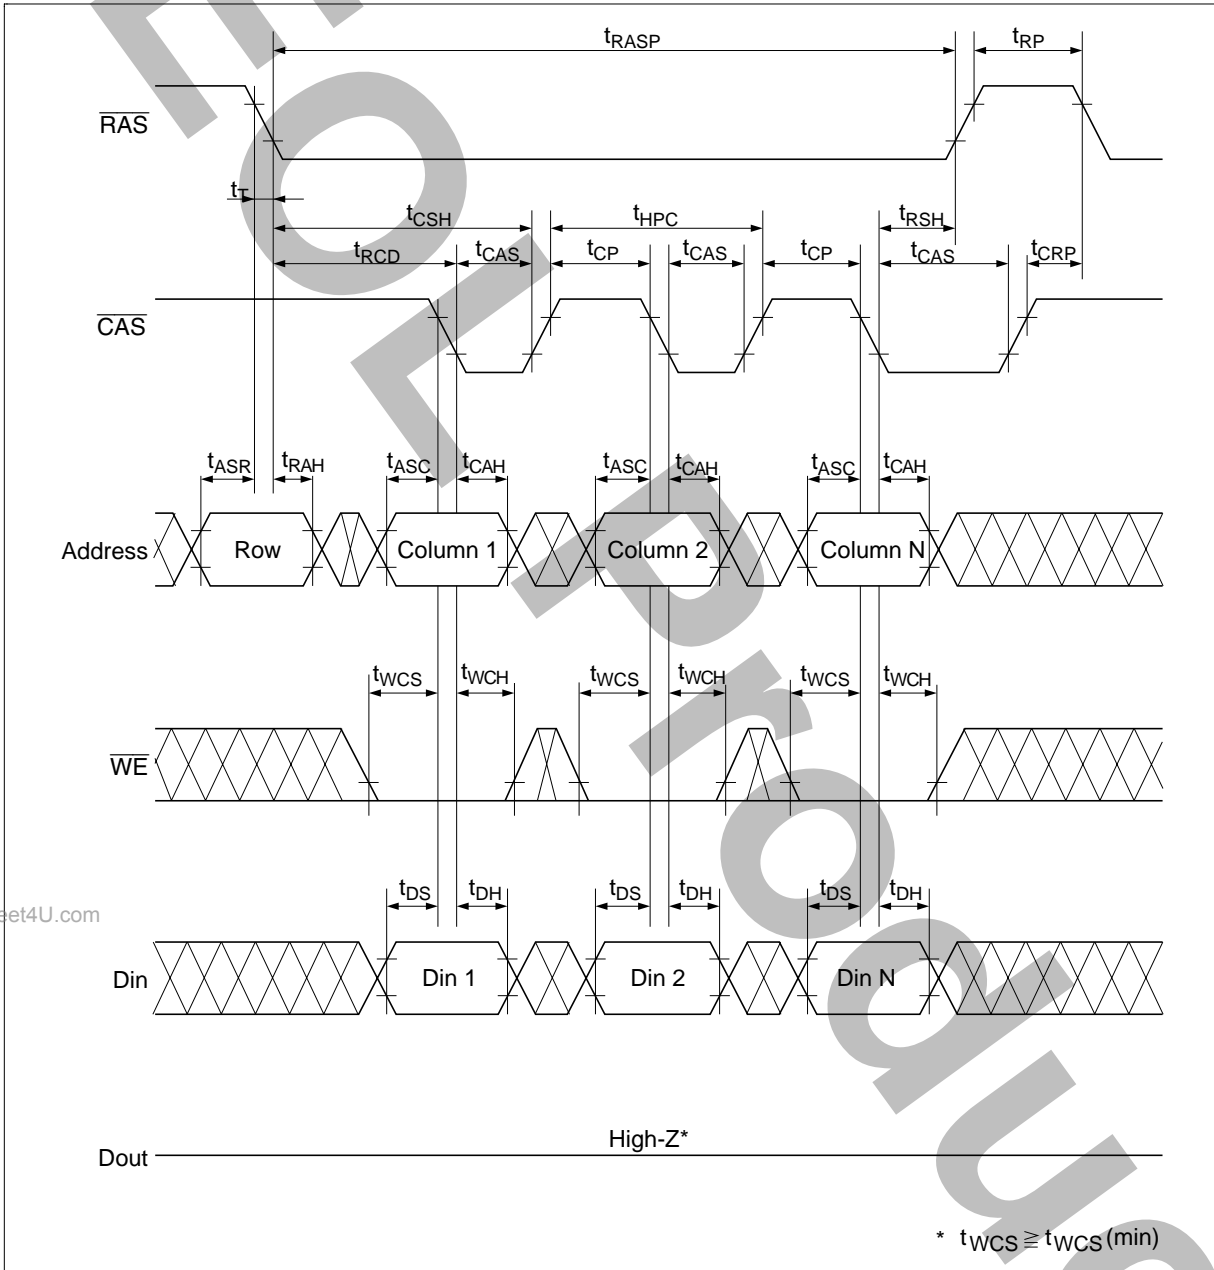 tRASP tRP
RAS
tT
tCSH tHPC tRSH
tRCD tCAS tCP tCAS tCP tCAS tCRP
CAS
tASR tRAH tASC tCAH tASC tCAH tASC tCAH
Address Row Column 1 Column 2 Column N
tWCS tWCH tWCS tWCH tWCS tWCH
WE
tDS tDH tDS tDH tDS tDH
eet4U.com
Din Din 1 Din 2 Din N
High-Z*
Dout
* tWCS ≧ tWCS (min)
EOL Produc